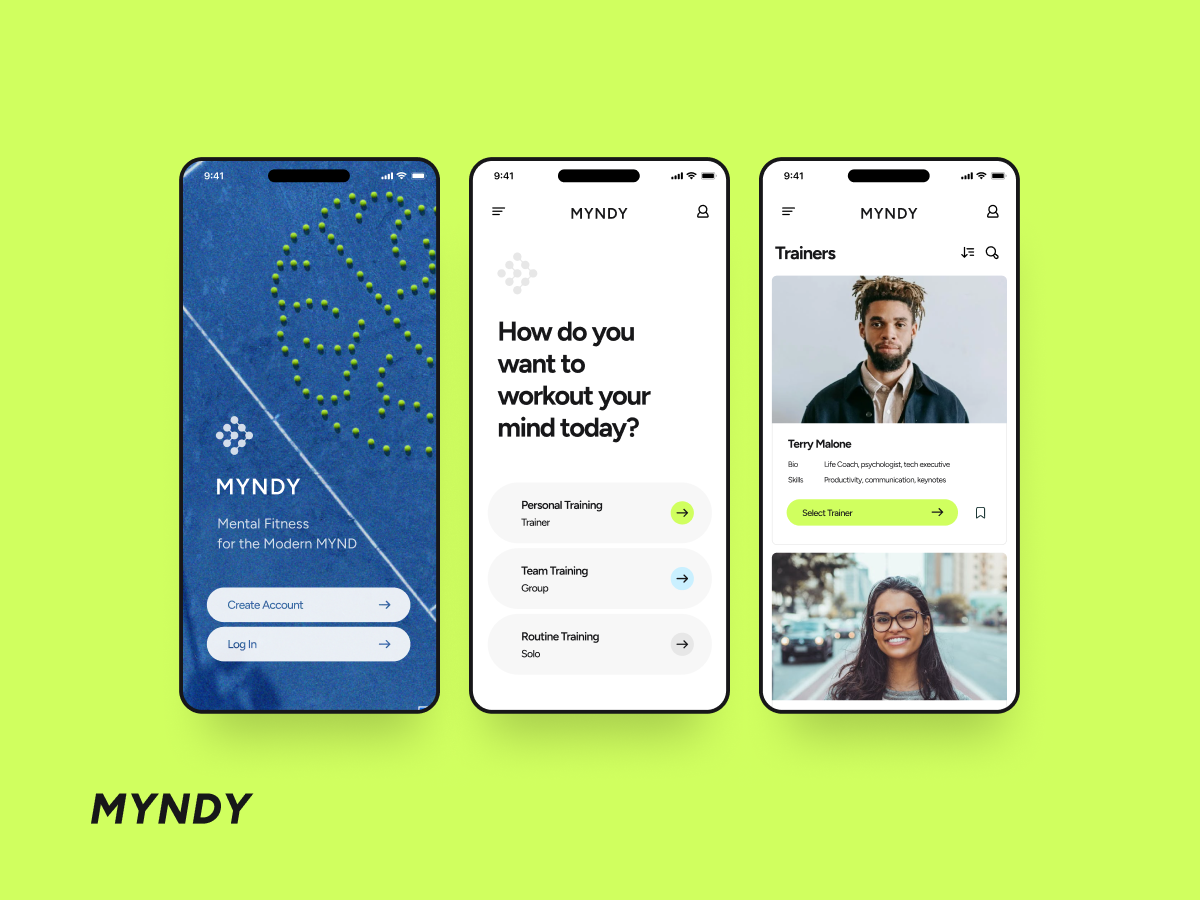 9:41
MYNDY
Mental Fitness
for the Modern MYND
Create Account
Log In
9:41
MYNDY
How do you
want to
workout your
mind today?
Personal Training
Trainer
Team Training
Group
Routine Training
Solo
9:41
MYNDY
Trainers
Terry Malone
Bio Life Coach, psychologist, tech executive
Skills Productivity, communication, keynotes
Select Trainer
MYNDY